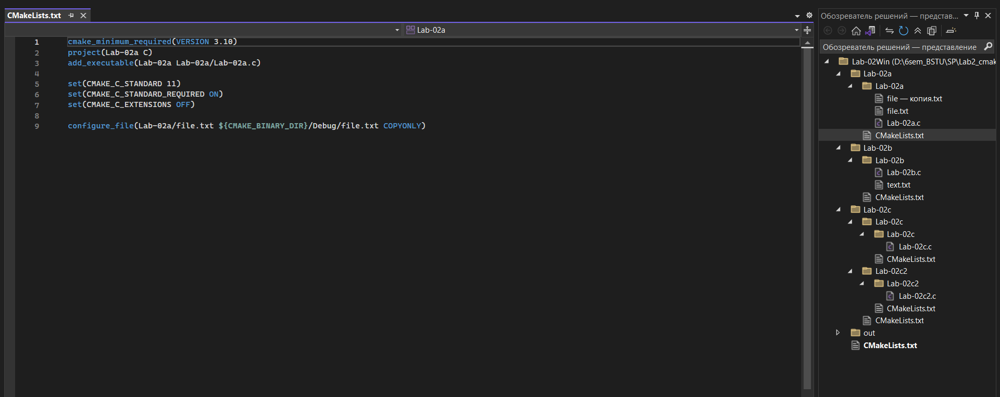 CMakeLists.txt
Lab-02a
1 cmake_minimum_required(VERSION 3.10)
2 project(Lab-02a C)
3 add_executable(Lab-02a Lab-02a/Lab-02a.c)
4
5 set(CMAKE_C_STANDARD 11)
6 set(CMAKE_C_STANDARD_REQUIRED ON)
7 set(CMAKE_C_EXTENSIONS OFF)
8
9 configure_file(Lab-02a/file.txt ${CMAKE_BINARY_DIR}/Debug/file.txt COPYONLY)
Обозреватель решений — представ...
Обозреватель решений — представление
Lab-02Win (D:\6sem_BSTU\SP\Lab2_cmak
Lab-02a
Lab-02a
file — копия.txt
file.txt
Lab-02a.c
CMakeLists.txt
Lab-02b
Lab-02b
Lab-02b.c
text.txt
CMakeLists.txt
Lab-02c
Lab-02c
Lab-02c
Lab-02c.c
CMakeLists.txt
Lab-02c2
Lab-02c2
Lab-02c2.c
CMakeLists.txt
CMakeLists.txt
out
CMakeLists.txt